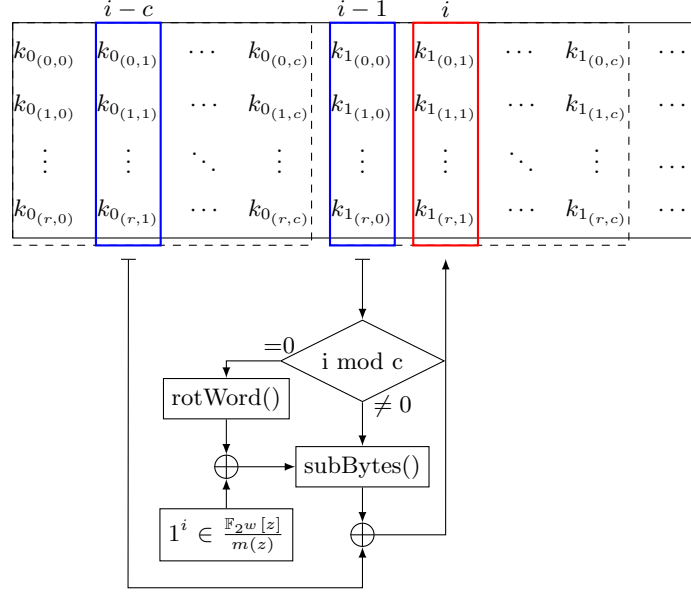 i − c i − 1 i
k₀₍₀,₀₎ k₀₍₀,₁₎ ⋯ k₀₍₀,c₎ k₁₍₀,₀₎ k₁₍₀,₁₎ ⋯ k₁₍₀,c₎ ⋯
k₀₍₁,₀₎ k₀₍₁,₁₎ ⋯ k₀₍₁,c₎ k₁₍₁,₀₎ k₁₍₁,₁₎ ⋯ k₁₍₁,c₎ ⋯
⋮ ⋮ ⋱ ⋮ ⋮ ⋮ ⋱ ⋮ …
k₀₍r,₀₎ k₀₍r,₁₎ ⋯ k₀₍r,c₎ k₁₍r,₀₎ k₁₍r,₁₎ ⋯ k₁₍r,c₎ ⋯
=0
i mod c
rotWord()
≠ 0
subBytes()
1^i ∈ \frac{𝔽_2w[z]}{m(z)}